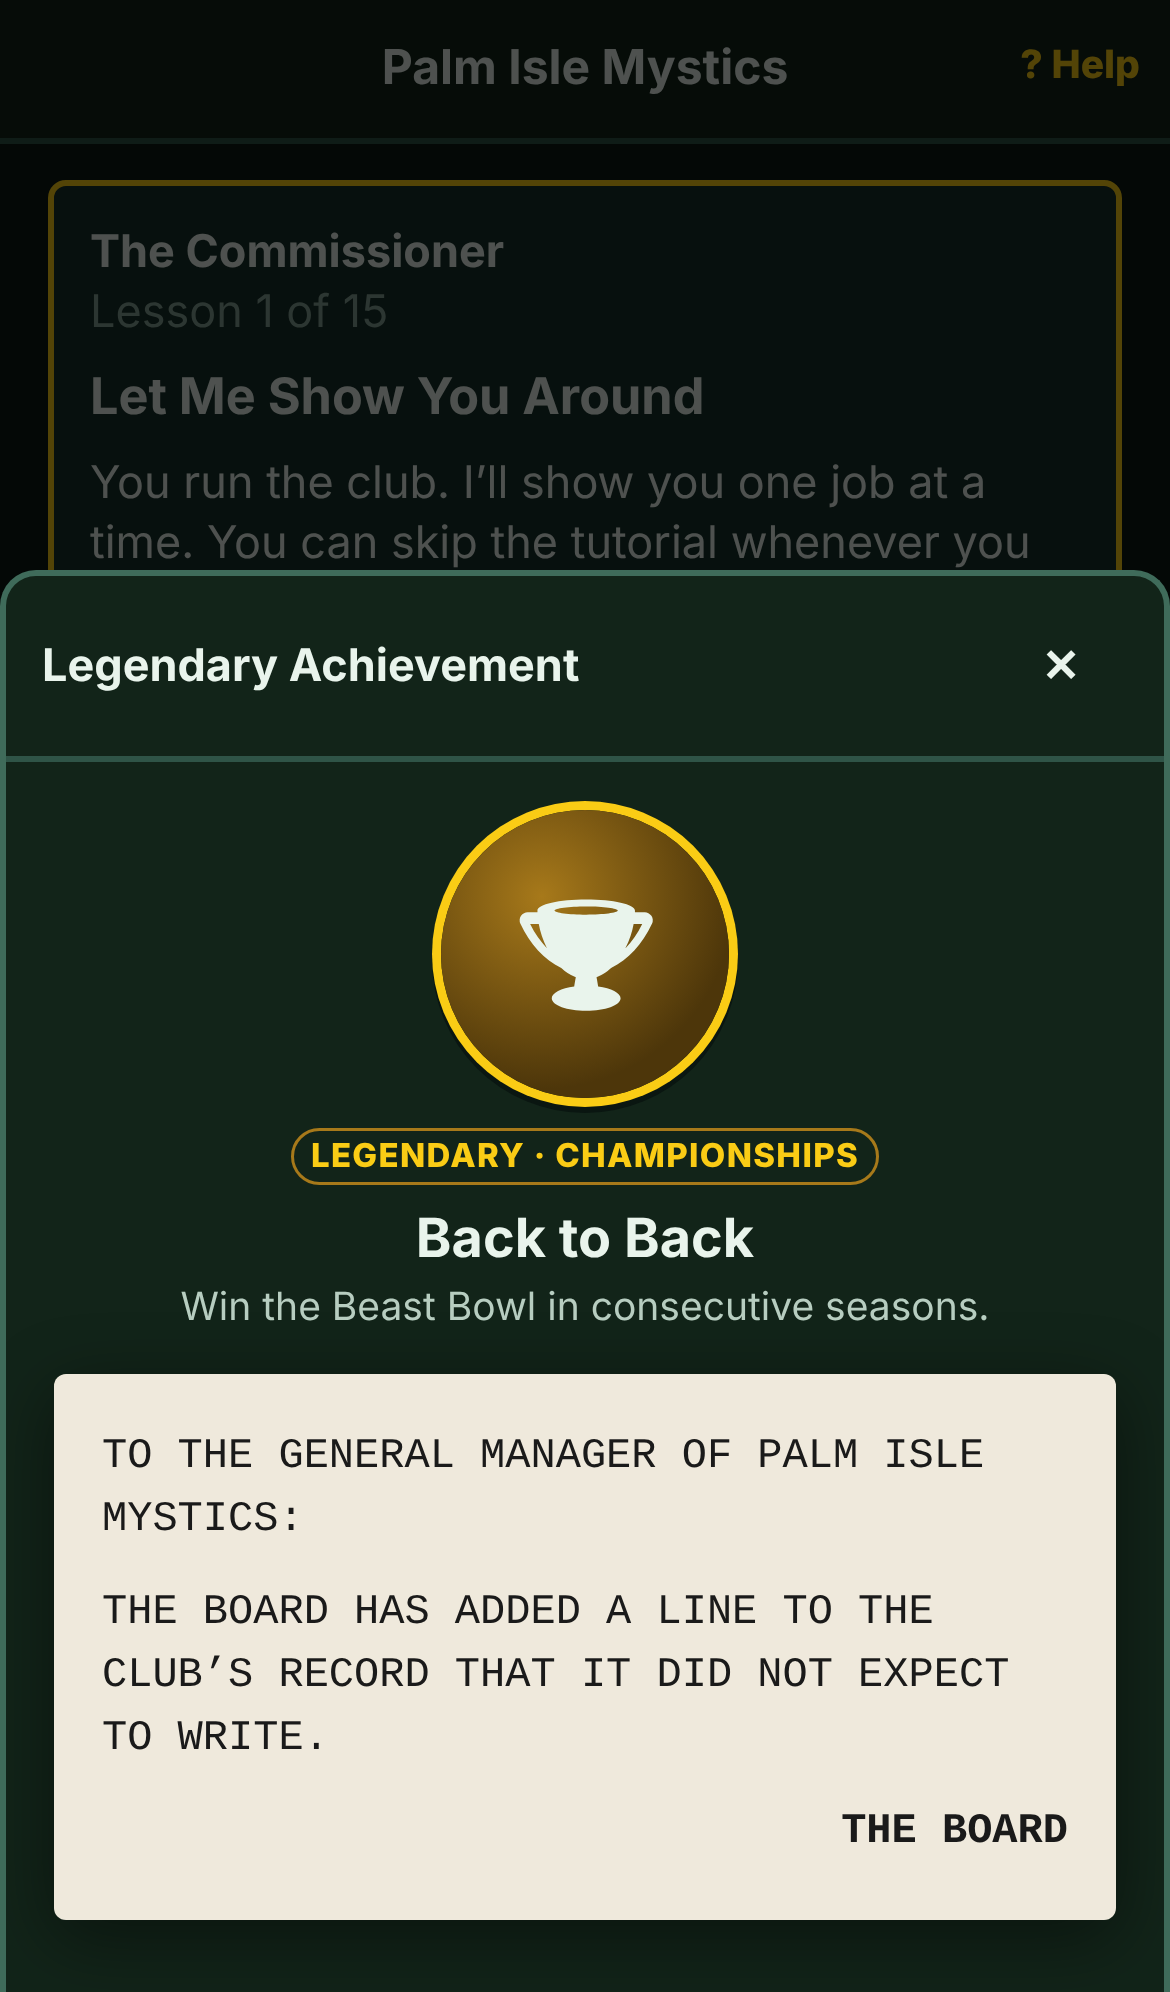 Palm Isle Mystics
? Help
The Commissioner
Lesson 1 of 15
Let Me Show You Around
You run the club. I’ll show you one job at a
time. You can skip the tutorial whenever you
Legendary Achievement
✕
LEGENDARY · CHAMPIONSHIPS
Back to Back
Win the Beast Bowl in consecutive seasons.
TO THE GENERAL MANAGER OF PALM ISLE
MYSTICS:
THE BOARD HAS ADDED A LINE TO THE
CLUB’S RECORD THAT IT DID NOT EXPECT
TO WRITE.
THE BOARD